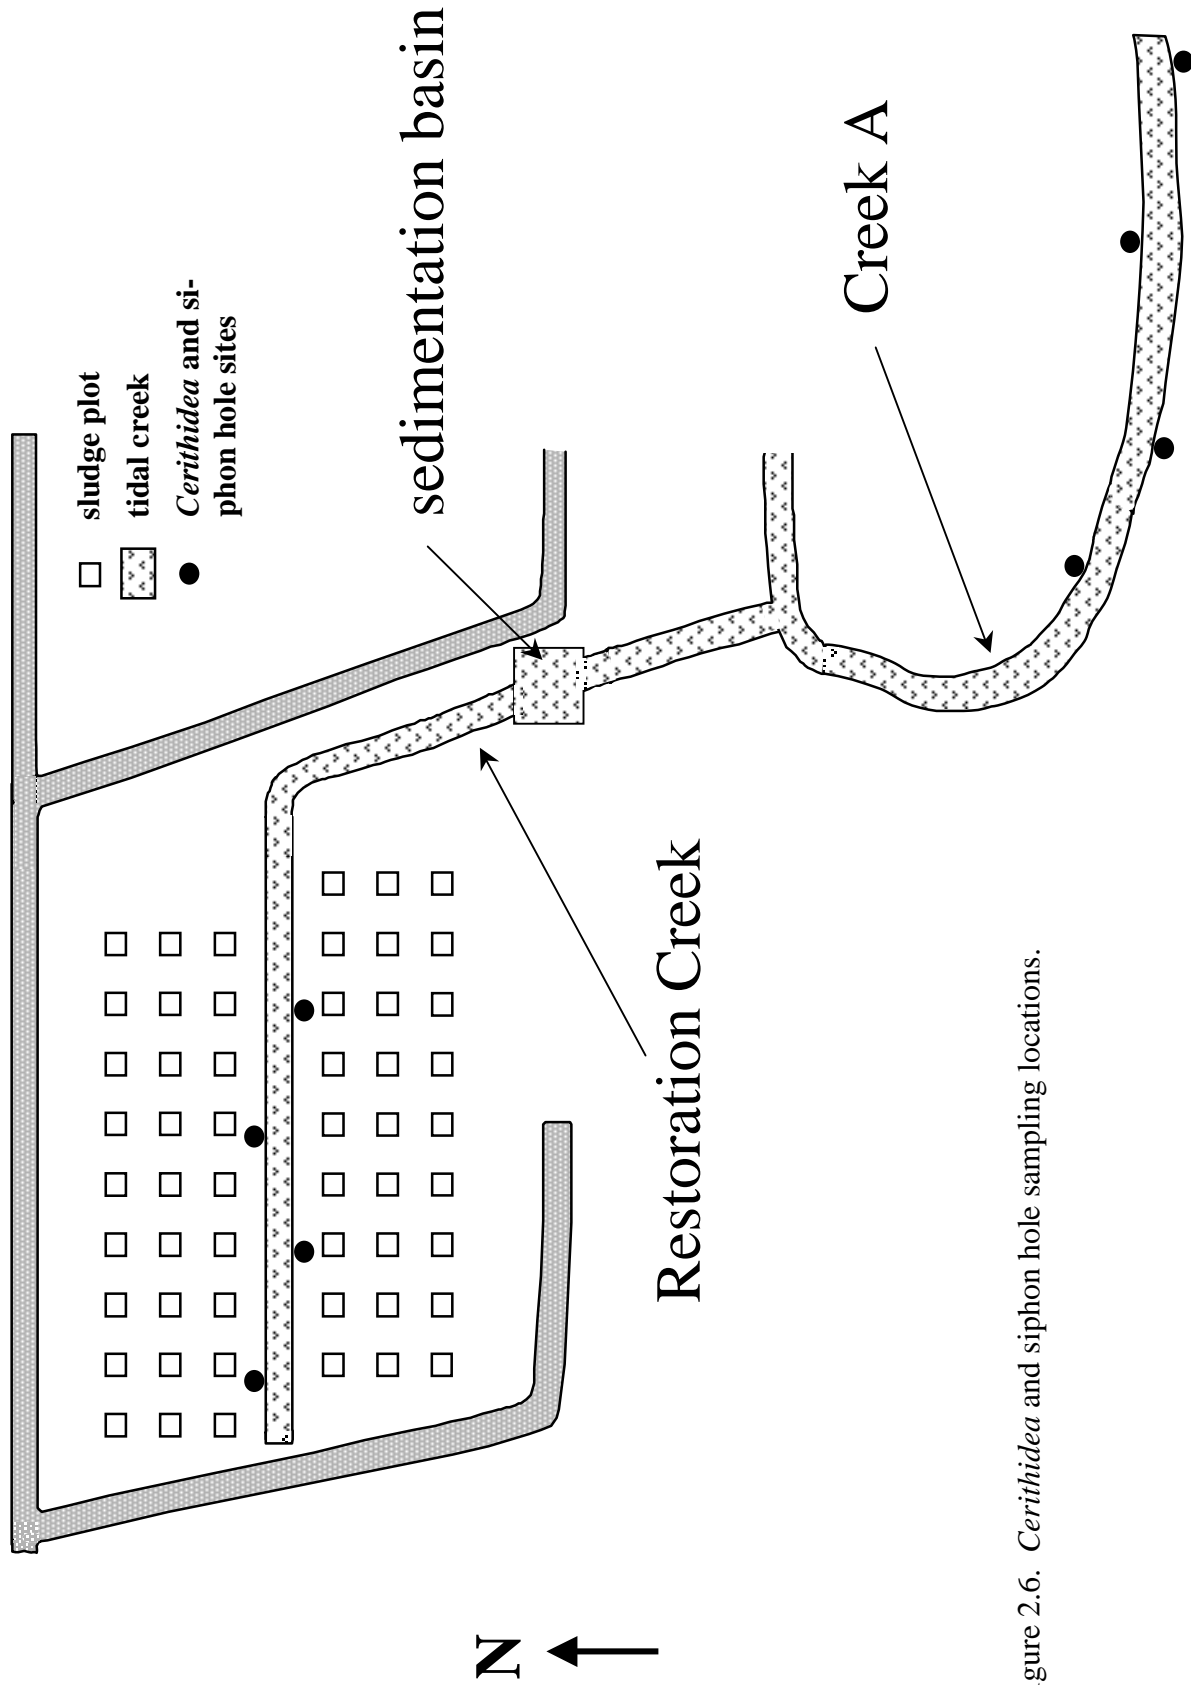 sludge plot
tidal creek
Cerithidea and si-
phon hole sites
sedimentation basin
Creek A
Restoration Creek
N
gure 2.6. Cerithidea and siphon hole sampling locations.